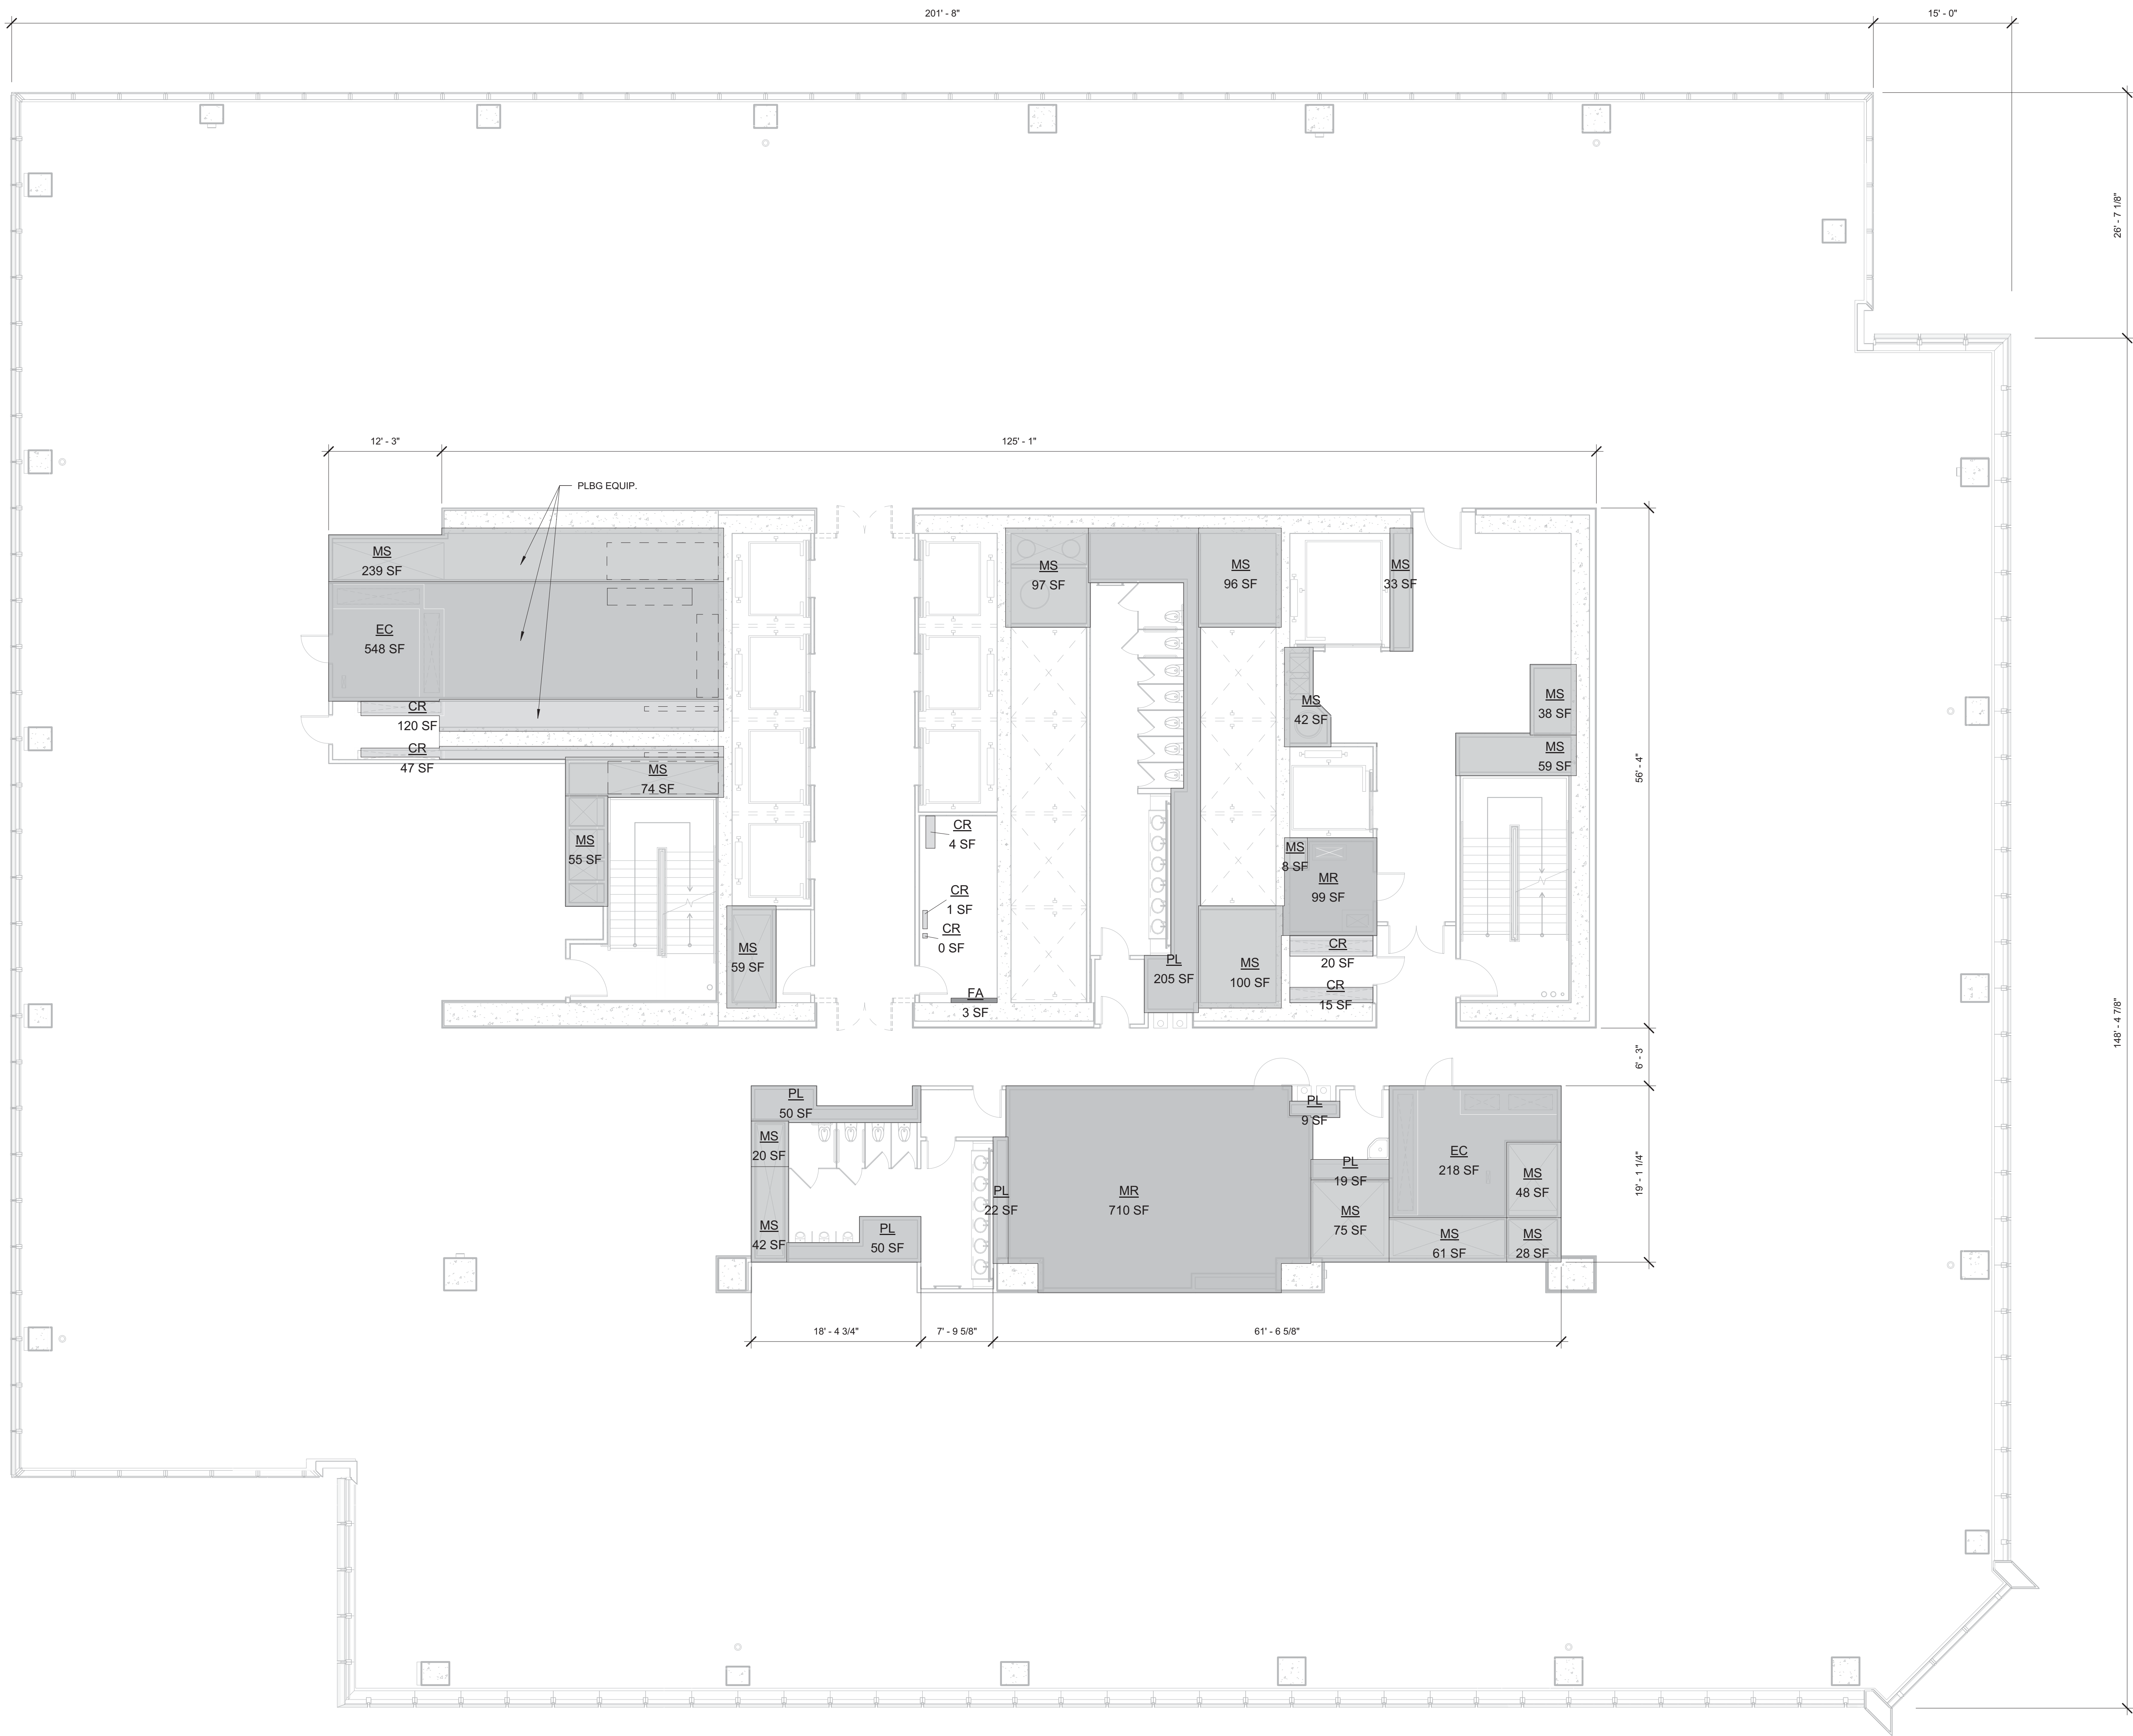 201' - 8"
15' - 0"
26' - 7 1/8"
12' - 3"
125' - 1"
PLBG EQUIP.
MS
239 SF
MS
97 SF
MS
96 SF
MS
33 SF
EC
548 SF
CR
120 SF
MS
42 SF
MS
38 SF
CR
47 SF
MS
59 SF
MS
74 SF
56' - 4"
MS
55 SF
CR
4 SF
MS
8 SF
MR
99 SF
CR
1 SF
CR
0 SF
MS
59 SF
PL
205 SF
MS
100 SF
CR
20 SF
CR
15 SF
FA
3 SF
148' - 4 7/8"
6' - 3"
PL
50 SF
PL
9 SF
MS
20 SF
PL
19 SF
EC
218 SF
19' - 1 1/4"
PL
22 SF
MR
710 SF
MS
48 SF
MS
42 SF
PL
50 SF
MS
75 SF
MS
61 SF
MS
28 SF
18' - 4 3/4"
7' - 9 5/8"
61' - 6 5/8"